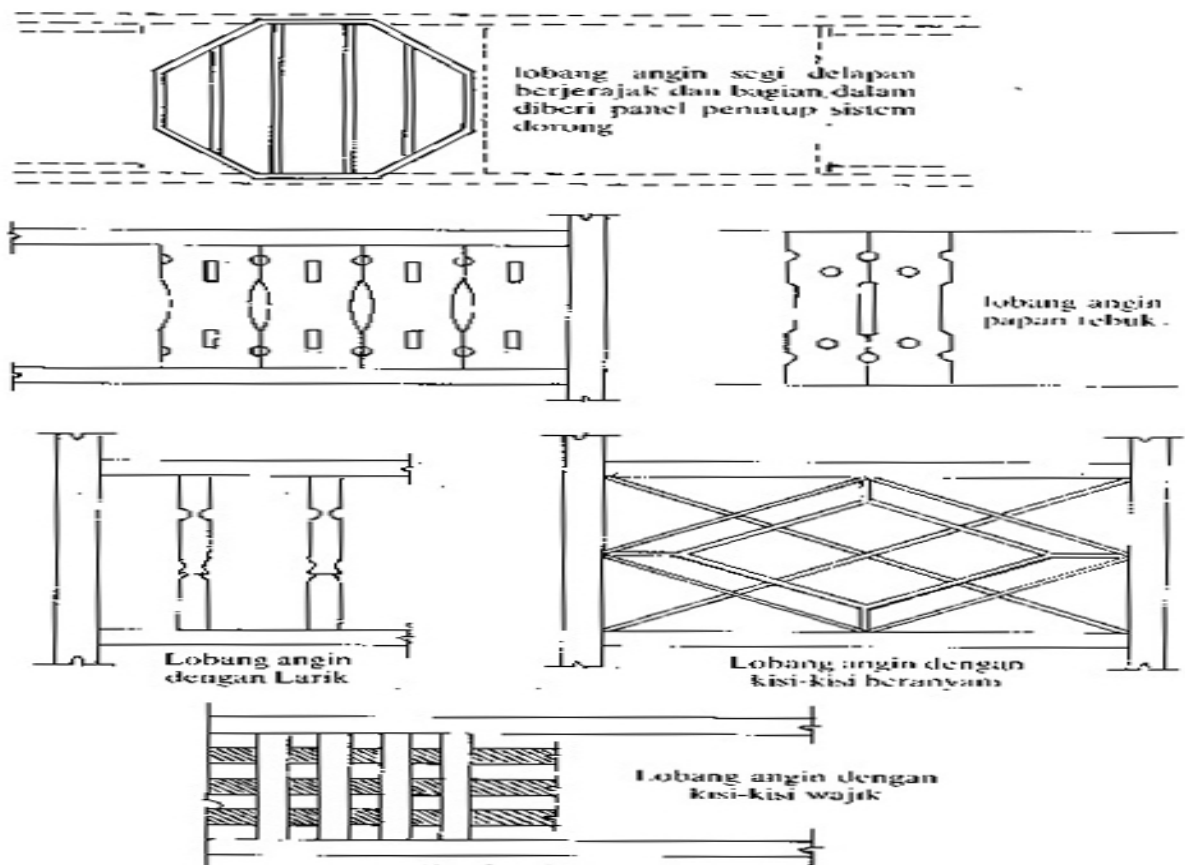 lobang angin segi delapan
berjerajak dan bagian dalam
diberi panel penutup sistem
dorong
lobang angin
papan tebuk.
Lobang angin
dengan Larik
Lobang angin dengan
kisi-kisi beranyam
Lobang angin dengan
kisi-kisi wajik